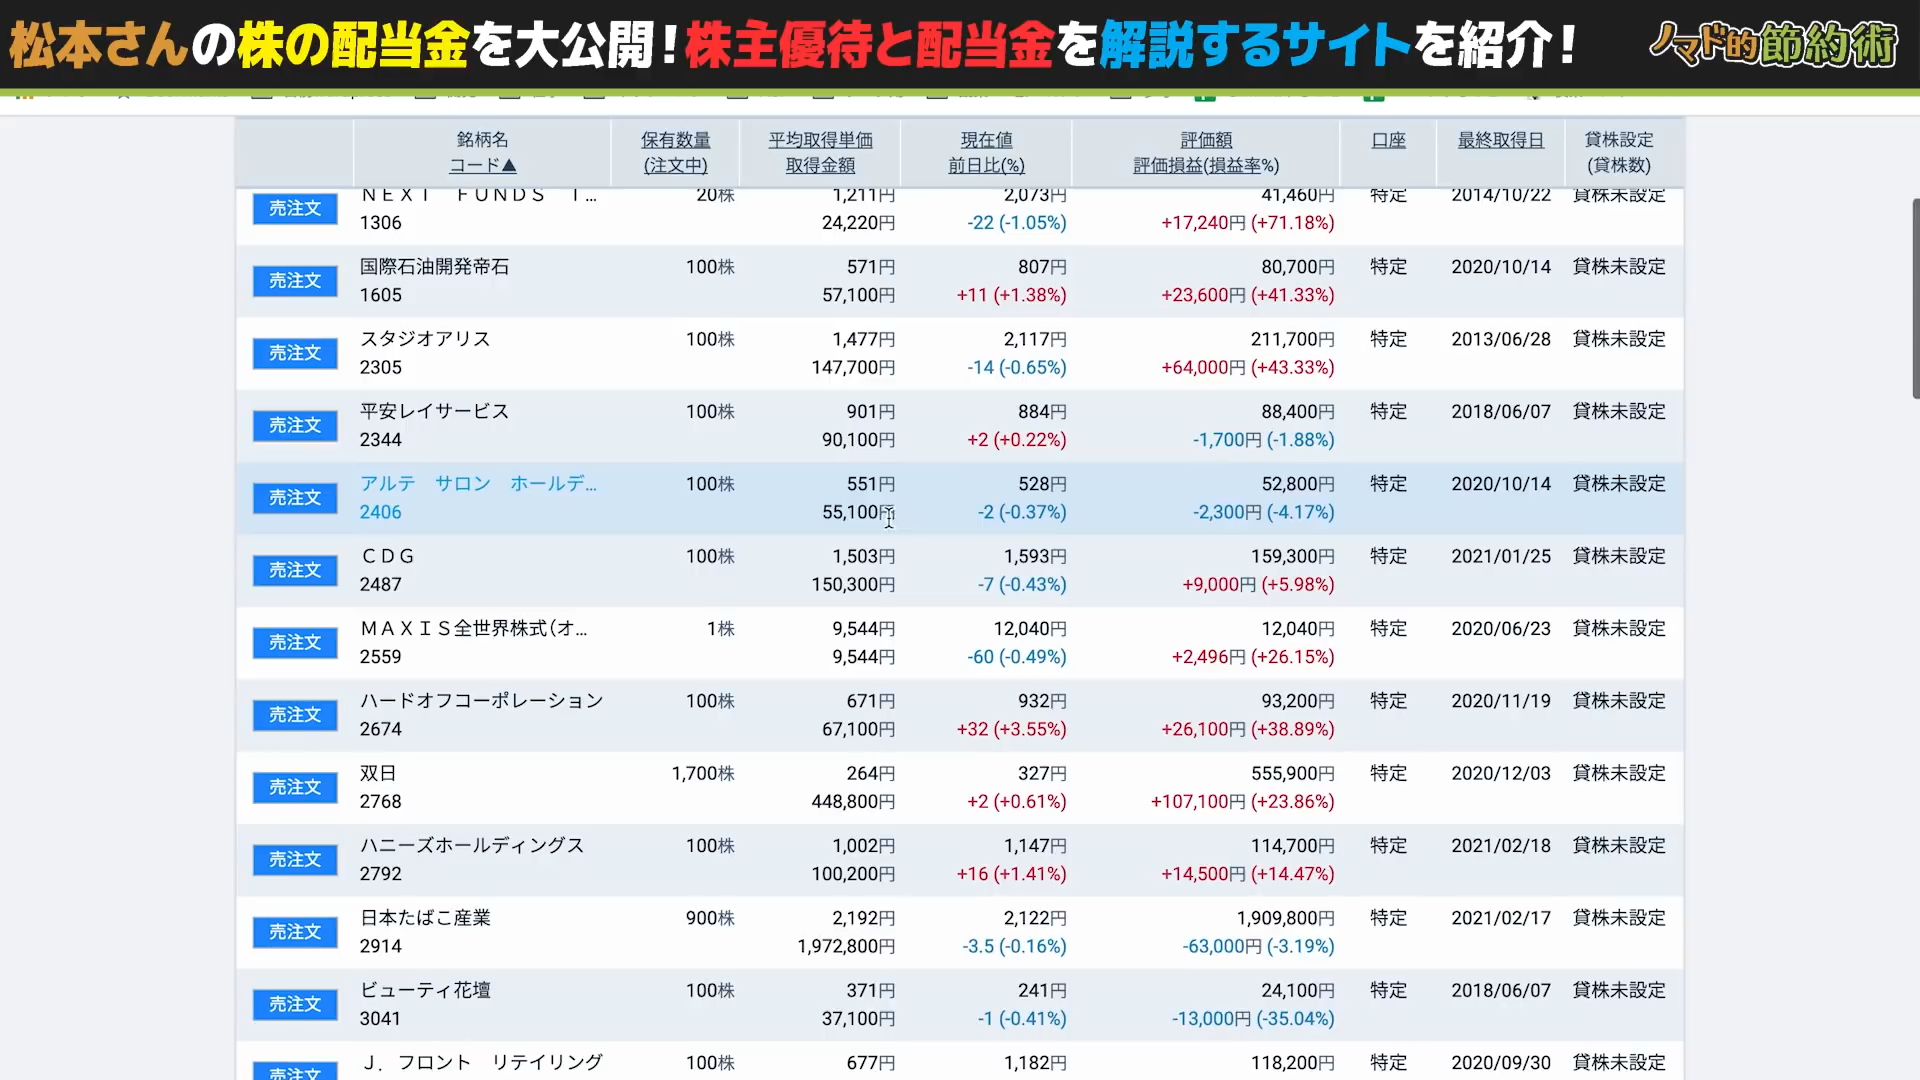 松本さんの株の配当金を大公開!株主優待と配当金を解説するサイトを紹介!
ノマド的節約術
銘柄名 保有数量 平均取得単価 現在値 評価額 口座 最終取得日 貸株設定
コード▲ (注文中) 取得金額 前日比(%) 評価損益(損益率%) (貸株数)
売注文 NEXT FUNDS T... 20株 1,211円 2,073円 41,460円 特定 2014/10/22 貸株未設定
1306 24,220円 -22 (-1.05%) +17,240円 (+71.18%)
売注文 国際石油開発帝石 100株 571円 807円 80,700円 特定 2020/10/14 貸株未設定
1605 57,100円 +11 (+1.38%) +23,600円 (+41.33%)
売注文 スタジオアリス 100株 1,477円 2,117円 211,700円 特定 2013/06/28 貸株未設定
2305 147,700円 -14 (-0.65%) +64,000円 (+43.33%)
売注文 平安レイサービス 100株 901円 884円 88,400円 特定 2018/06/07 貸株未設定
2344 90,100円 +2 (+0.22%) -1,700円 (-1.88%)
売注文 アルテ サロン ホールデ... 100株 551円 528円 52,800円 特定 2020/10/14 貸株未設定
2406 55,100円 -2 (-0.37%) -2,300円 (-4.17%)
売注文 CDG 100株 1,503円 1,593円 159,300円 特定 2021/01/25 貸株未設定
2487 150,300円 -7 (-0.43%) +9,000円 (+5.98%)
売注文 MAXIS全世界株式(オ... 1株 9,544円 12,040円 12,040円 特定 2020/06/23 貸株未設定
2559 9,544円 -60 (-0.49%) +2,496円 (+26.15%)
売注文 ハードオフコーポレーション 100株 671円 932円 93,200円 特定 2020/11/19 貸株未設定
2674 67,100円 +32 (+3.55%) +26,100円 (+38.89%)
売注文 双日 1,700株 264円 327円 555,900円 特定 2020/12/03 貸株未設定
2768 448,800円 +2 (+0.61%) +107,100円 (+23.86%)
売注文 ハニーズホールディングス 100株 1,002円 1,147円 114,700円 特定 2021/02/18 貸株未設定
2792 100,200円 +16 (+1.41%) +14,500円 (+14.47%)
売注文 日本たばこ産業 900株 2,192円 2,122円 1,909,800円 特定 2021/02/17 貸株未設定
2914 1,972,800円 -3.5 (-0.16%) -63,000円 (-3.19%)
売注文 ビューティ花壇 100株 371円 241円 24,100円 特定 2018/06/07 貸株未設定
3041 37,100円 -1 (-0.41%) -13,000円 (-35.04%)
売注文 J.フロント リテイリング 100株 677円 1,182円 118,200円 特定 2020/09/30 貸株未設定